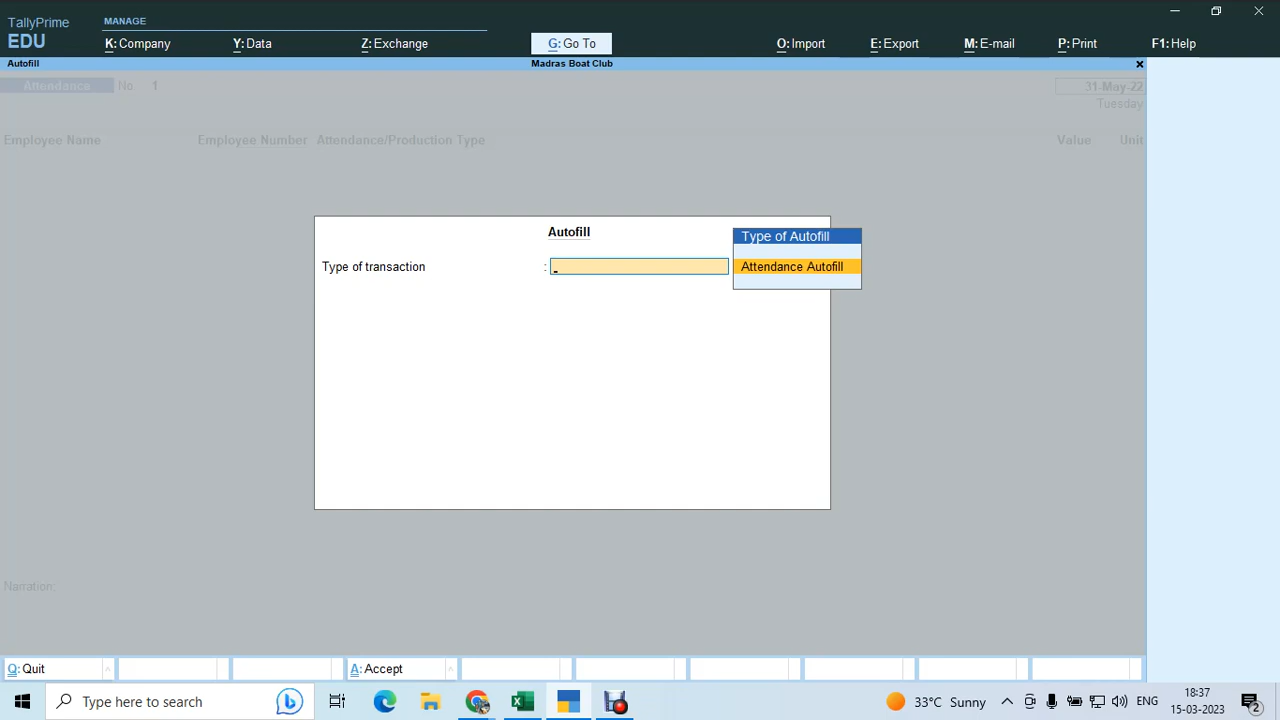 TallyPrime
EDU
MANAGE
K: Company
Y: Data
Z: Exchange
G: Go To
O: Import
E: Export
M: E-mail
P: Print
F1: Help
Autofill
Madras Boat Club
Attendance No 1
31-May-22
Tuesday
Employee Name Employee Number Attendance/Production Type Value Unit
Autofill
Type of transaction :
Type of Autofill
Attendance Autofill
Narration:
Q: Quit
A: Accept
Type here to search
33°C Sunny
ENG
18:37
15-03-2023
2